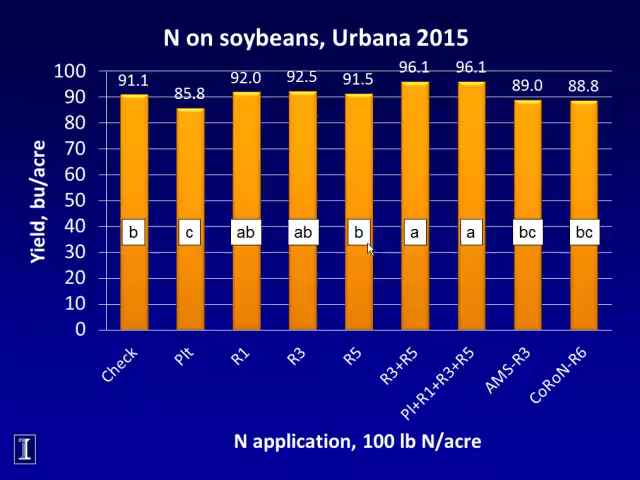 N on soybeans, Urbana 2015
Yield, bu/acre
100
90
80
70
60
50
40
30
20
10
0
91.1 85.8 92.0 92.5 91.5 96.1 96.1 89.0 88.8
b c ab ab b a a bc bc
Check Plt R1 R3 R5 R3+R5 Pl+R1+R3+R5 AMS-R3 CoRoN-R6
N application, 100 lb N/acre
I